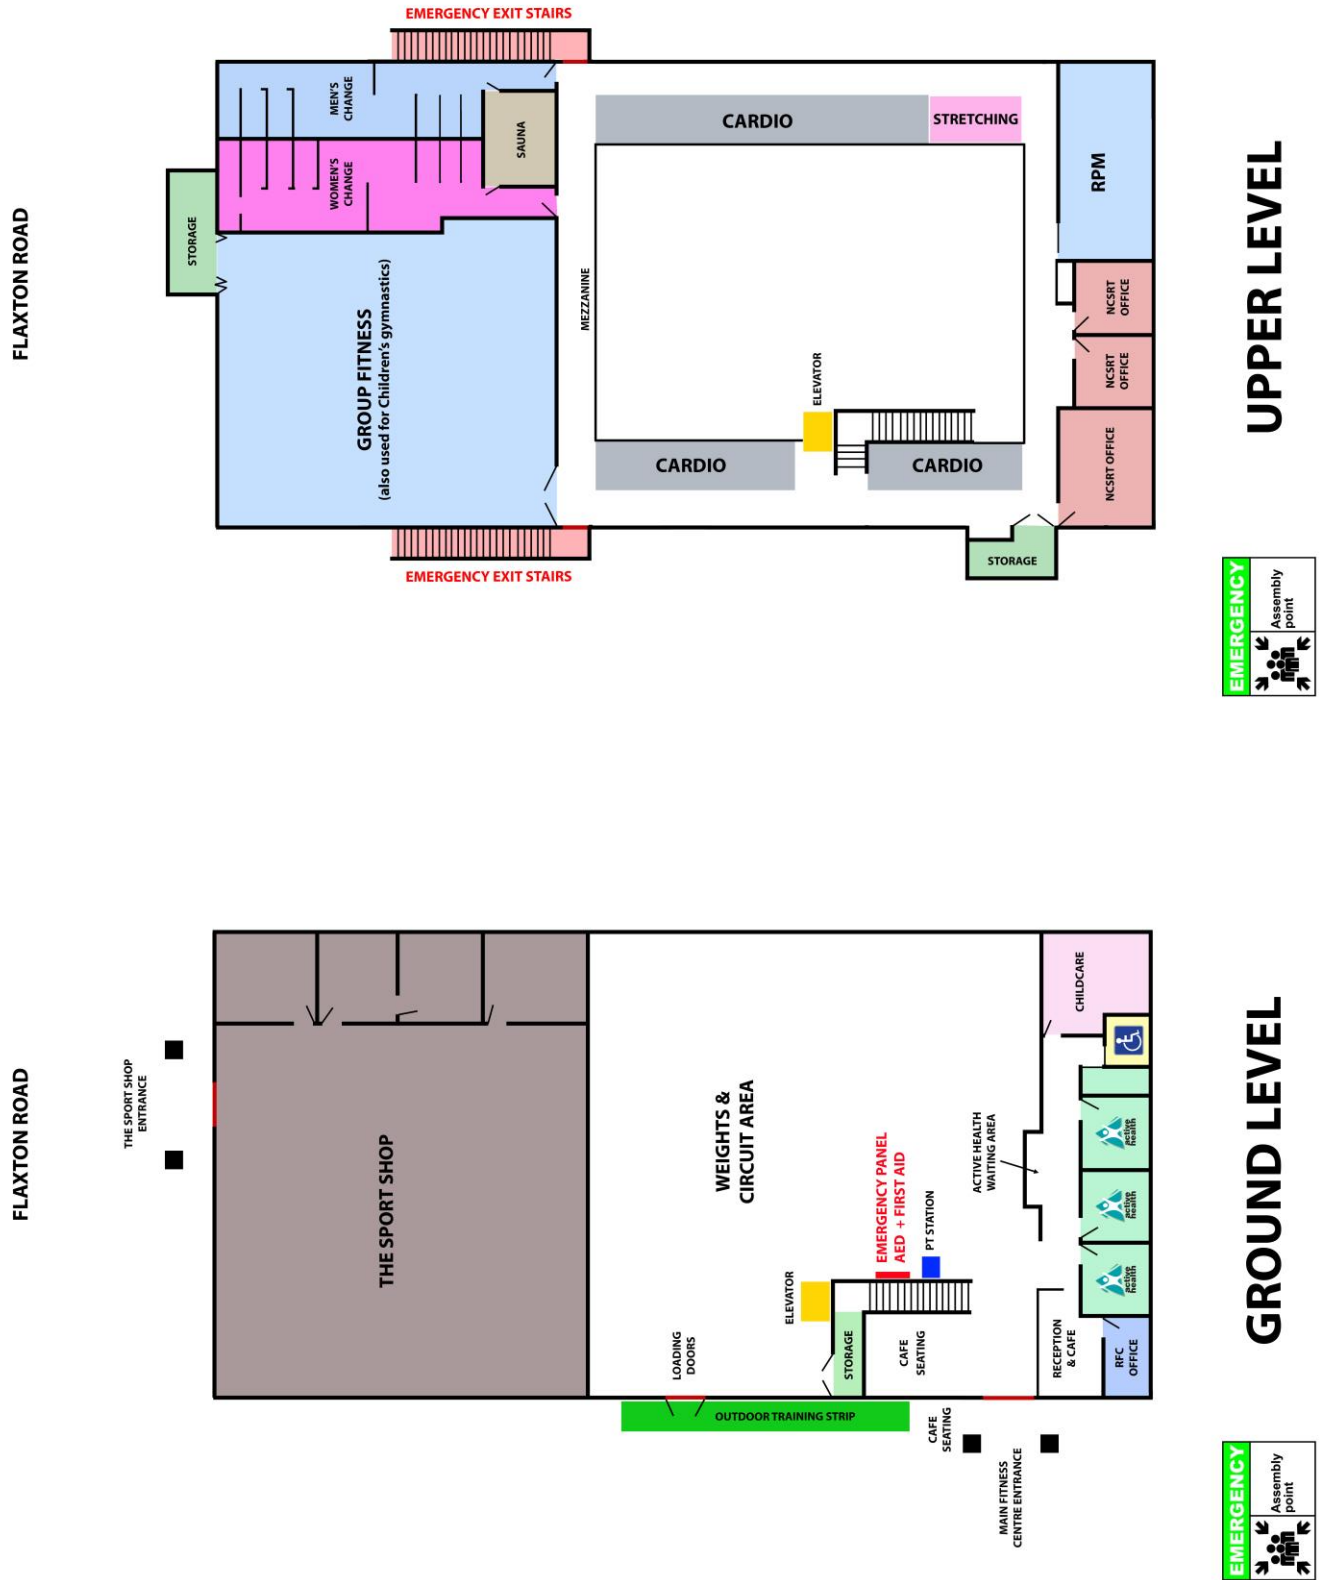 EMERGENCY EXIT STAIRS
FLAXTON ROAD
STORAGE
MEN'S
CHANGE
WOMEN'S
CHANGE
SAUNA
GROUP FITNESS
(also used for Children's gymnastics)
MEZZANINE
CARDIO
STRETCHING
ELEVATOR
CARDIO
CARDIO
RPM
NCSRT
OFFICE
NCSRT
OFFICE
NCSRT OFFICE
STORAGE
EMERGENCY EXIT STAIRS
UPPER LEVEL
EMERGENCY
Assembly
point
FLAXTON ROAD
THE SPORT SHOP
ENTRANCE
THE SPORT SHOP
WEIGHTS &
CIRCUIT AREA
LOADING
DOORS
ELEVATOR
STORAGE
EMERGENCY PANEL
AED + FIRST AID
PT STATION
CAFE
SEATING
OUTDOOR TRAINING STRIP
CAFE
SEATING
MAIN FITNESS
CENTRE ENTRANCE
ACTIVE HEALTH
WAITING AREA
RECEPTION
& CAFE
CHILDCARE
active
health
active
health
active
health
RFC
OFFICE
GROUND LEVEL
EMERGENCY
Assembly
point